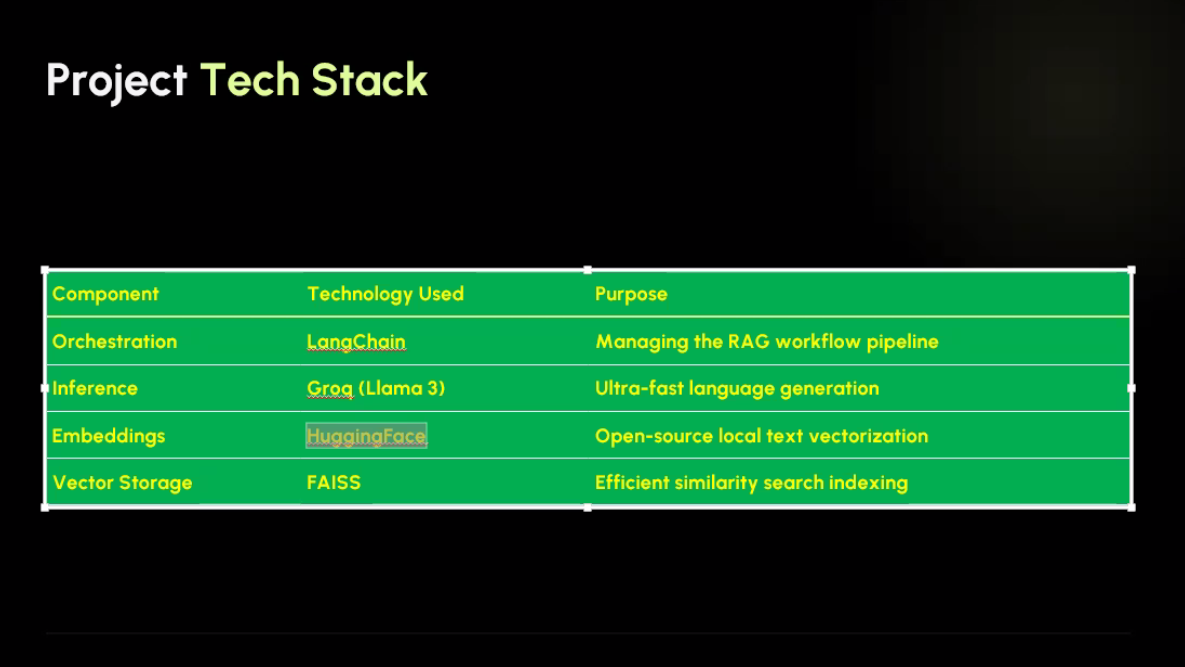 Project Tech Stack
Component Technology Used Purpose
Orchestration LangChain Managing the RAG workflow pipeline
Inference Groq (Llama 3) Ultra-fast language generation
Embeddings HuggingFace Open-source local text vectorization
Vector Storage FAISS Efficient similarity search indexing